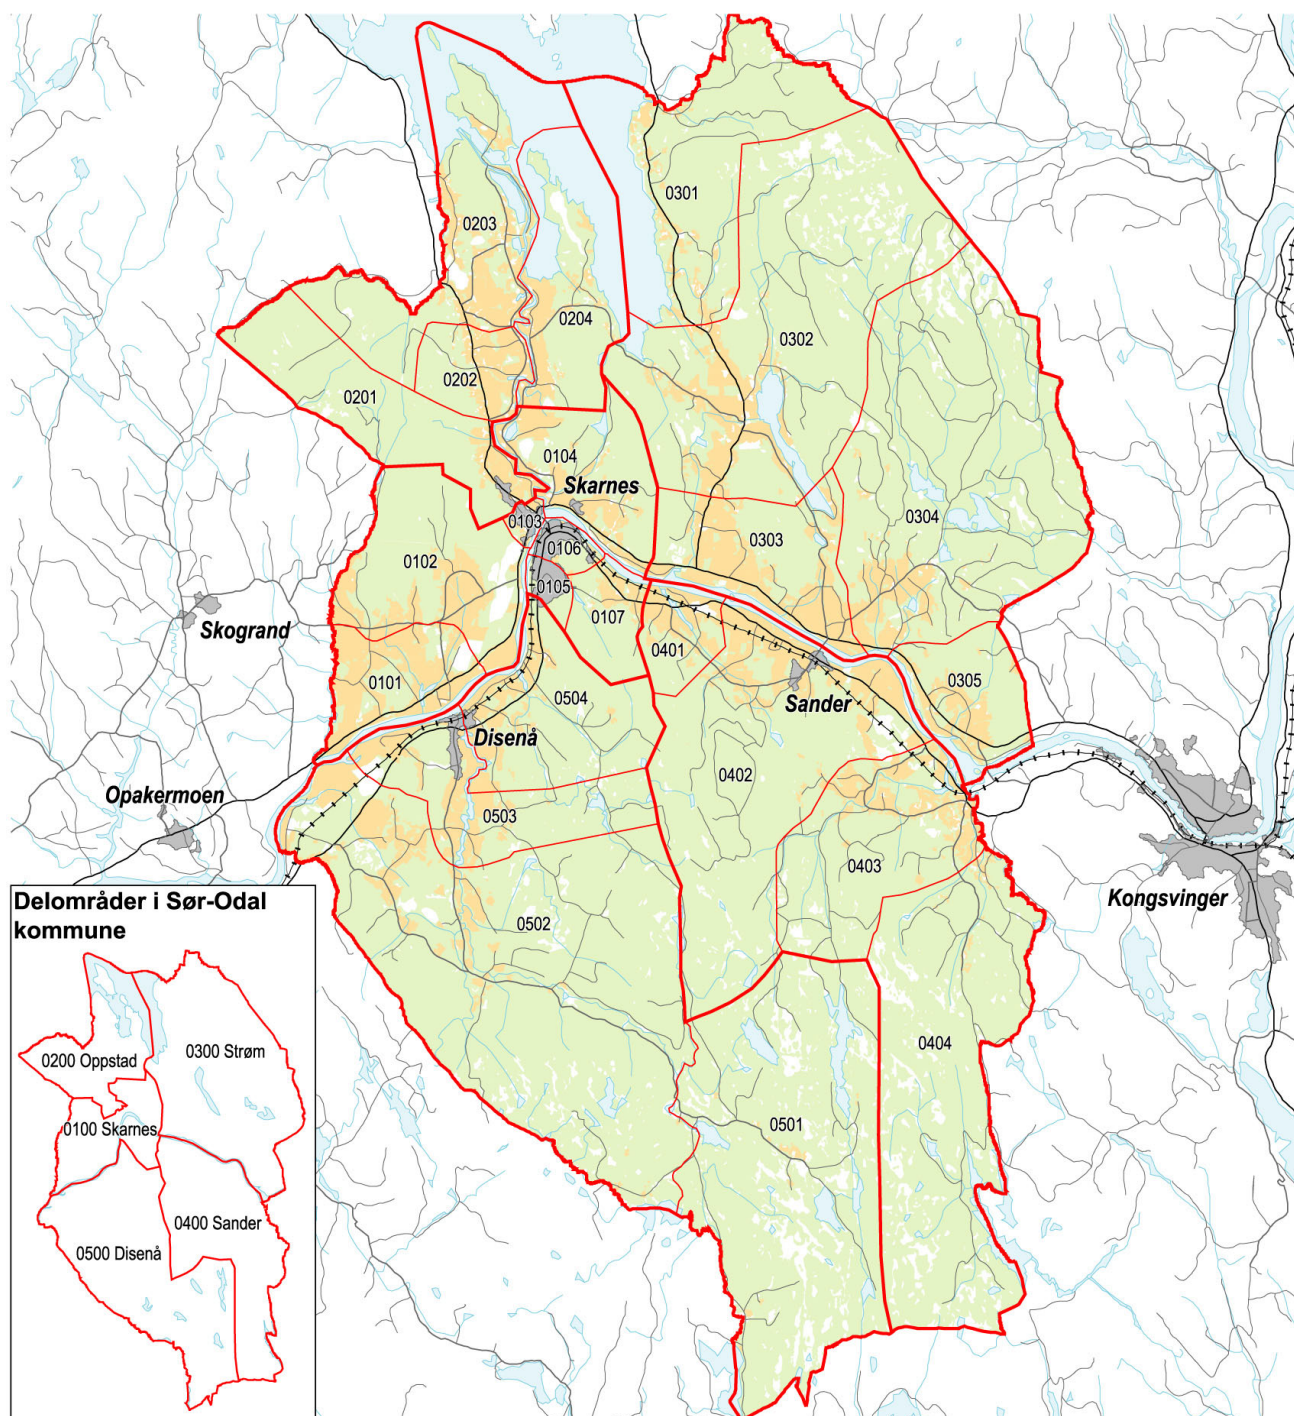 0301
0203
0204
0302
0202
0201
0104
Skarnes
0103
0304
0303
0106
0102
0105
0107
Skogrand
0401
0101
0305
0504
Sander
Disenå
0402
Opakermoen
0503
0403
Kongsvinger
0502
0404
0501
Delområder i Sør-Odal
kommune
0300 Strøm
0200 Oppstad
0100 Skarnes
0400 Sander
0500 Disenå